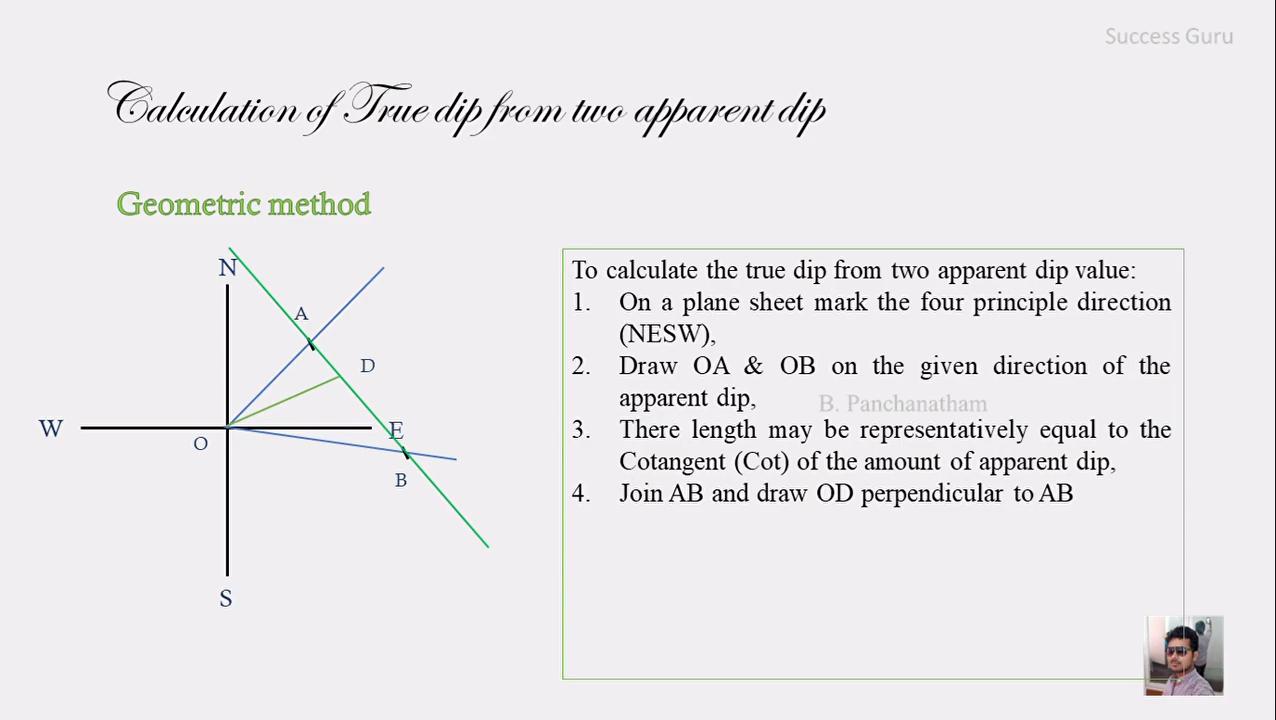 Success Guru
Calculation of True dip from two apparent dip
Geometric method
N
A
D
W
E
O
B
S
To calculate the true dip from two apparent dip value:
1. On a plane sheet mark the four principle direction
(NESW),
2. Draw OA & OB on the given direction of the
apparent dip,
B. Panchanatham
3. There length may be representatively equal to the
Cotangent (Cot) of the amount of apparent dip,
4. Join AB and draw OD perpendicular to AB